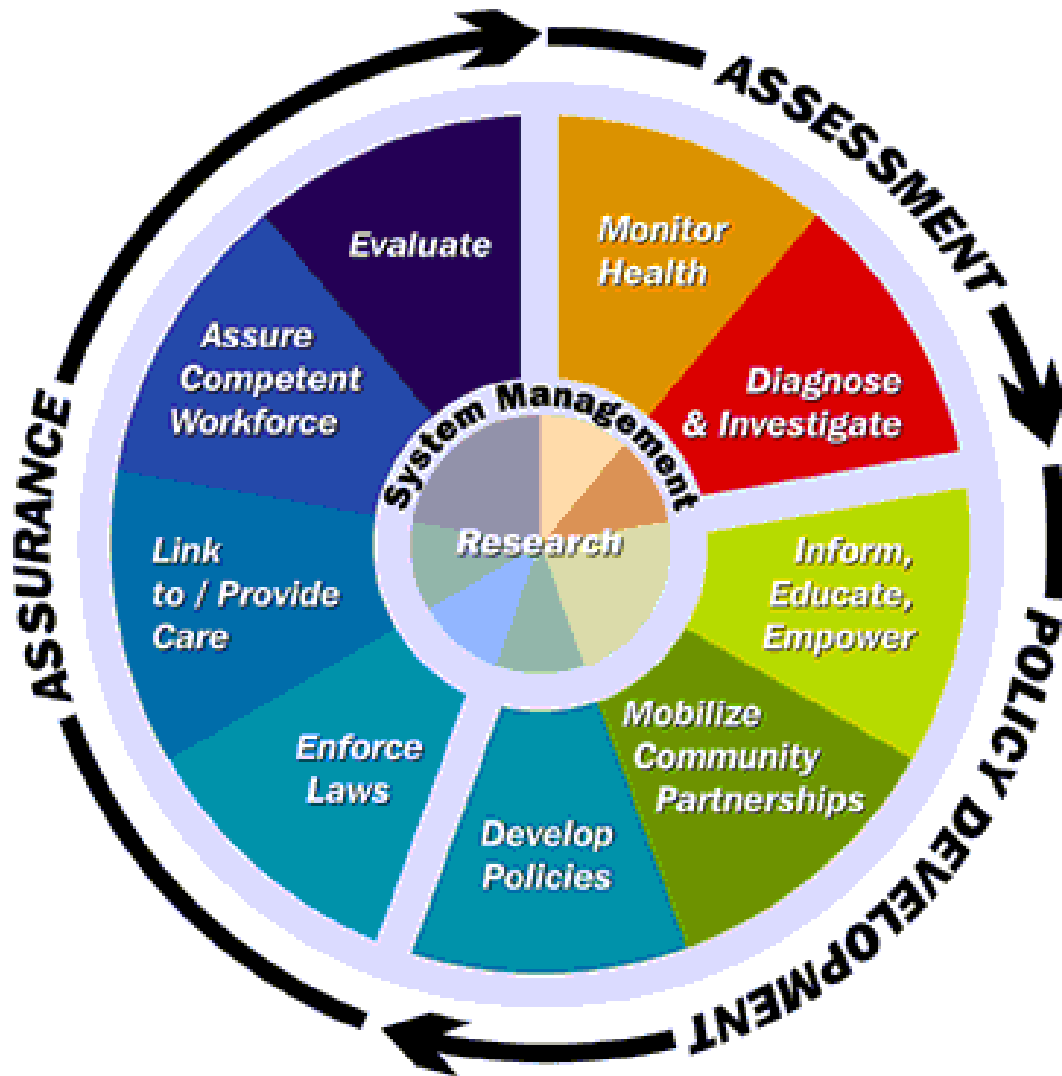 ASSESSMENT
Monitor
Health
Diagnose
& Investigate
POLICY DEVELOPMENT
Inform,
Educate,
Empower
Mobilize
Community
Partnerships
Develop
Policies
ASSURANCE
Enforce
Laws
Link
to / Provide
Care
Assure
Competent
Workforce
Evaluate
System Management
Research